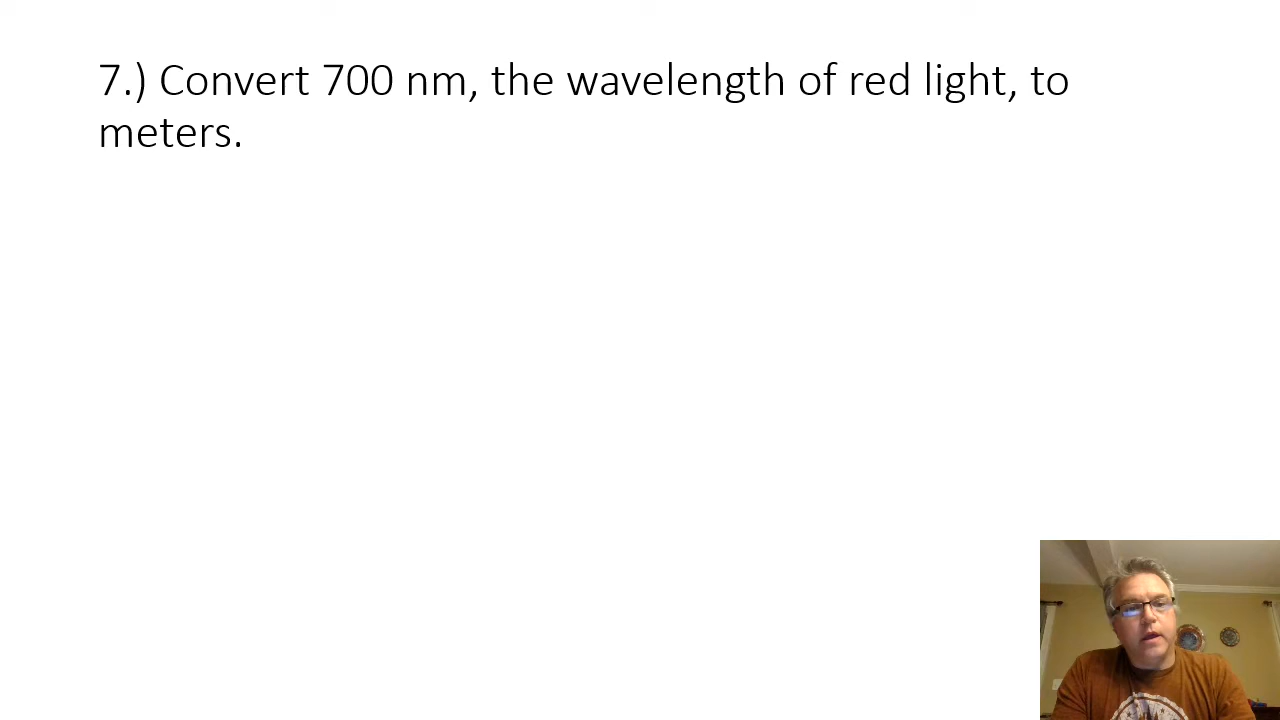 7.) Convert 700 nm, the wavelength of red light, to
meters.